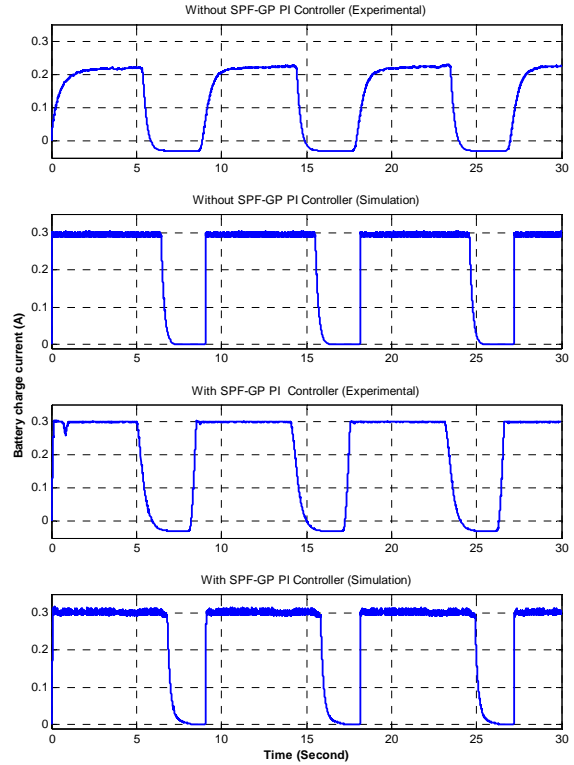 Without SPF-GP PI Controller (Experimental)
0.3
0.2
0.1
0
0 5 10 15 20 25 30
Without SPF-GP PI Controller (Simulation)
0.3
0.2
0.1
0
0 5 10 15 20 25 30
With SPF-GP PI Controller (Experimental)
0.3
0.2
0.1
0
0 5 10 15 20 25 30
With SPF-GP PI Controller (Simulation)
0.3
0.2
0.1
0
0 5 10 15 20 25 30
Battery charge current (A)
Time (Second)